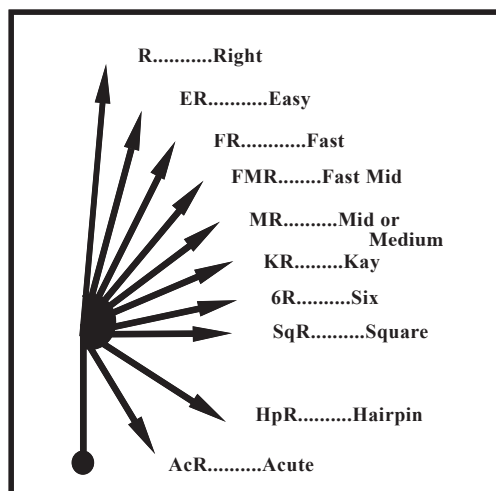 R...........Right
ER...........Easy
FR............Fast
FMR........Fast Mid
MR..........Mid or
Medium
KR.........Kay
6R..........Six
SqR..........Square
HpR..........Hairpin
AcR..........Acute